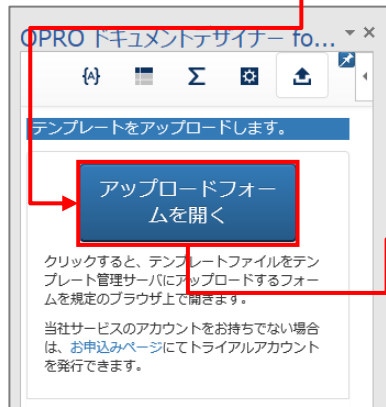 OPRO ドキュメントデザイナー fo...
{A}
Σ
テンプレートをアップロードします。
アップロードフォー
ムを開く
クリックすると、テンプレートファイルをテン
プレート管理サーバにアップロードするフォー
ムを規定のブラウザ上で開きます。
当社サービスのアカウントをお持ちでない場合
は、お申込みページにてトライアルアカウント
を発行できます。